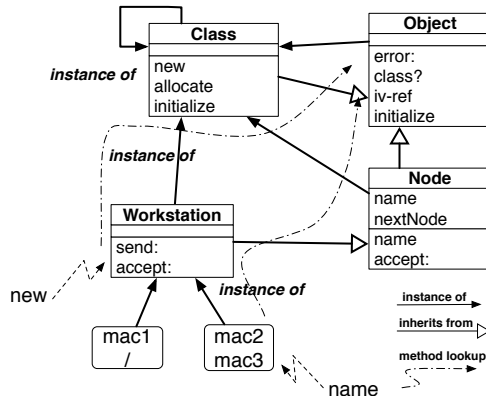 Class
new
allocate
initialize
instance of
Object
error:
class?
iv-ref
initialize
instance of
Node
name
nextNode
name
accept:
Workstation
send:
accept:
instance of
new
mac1
/
mac2
mac3
name
instance of
inherits from
method lookup